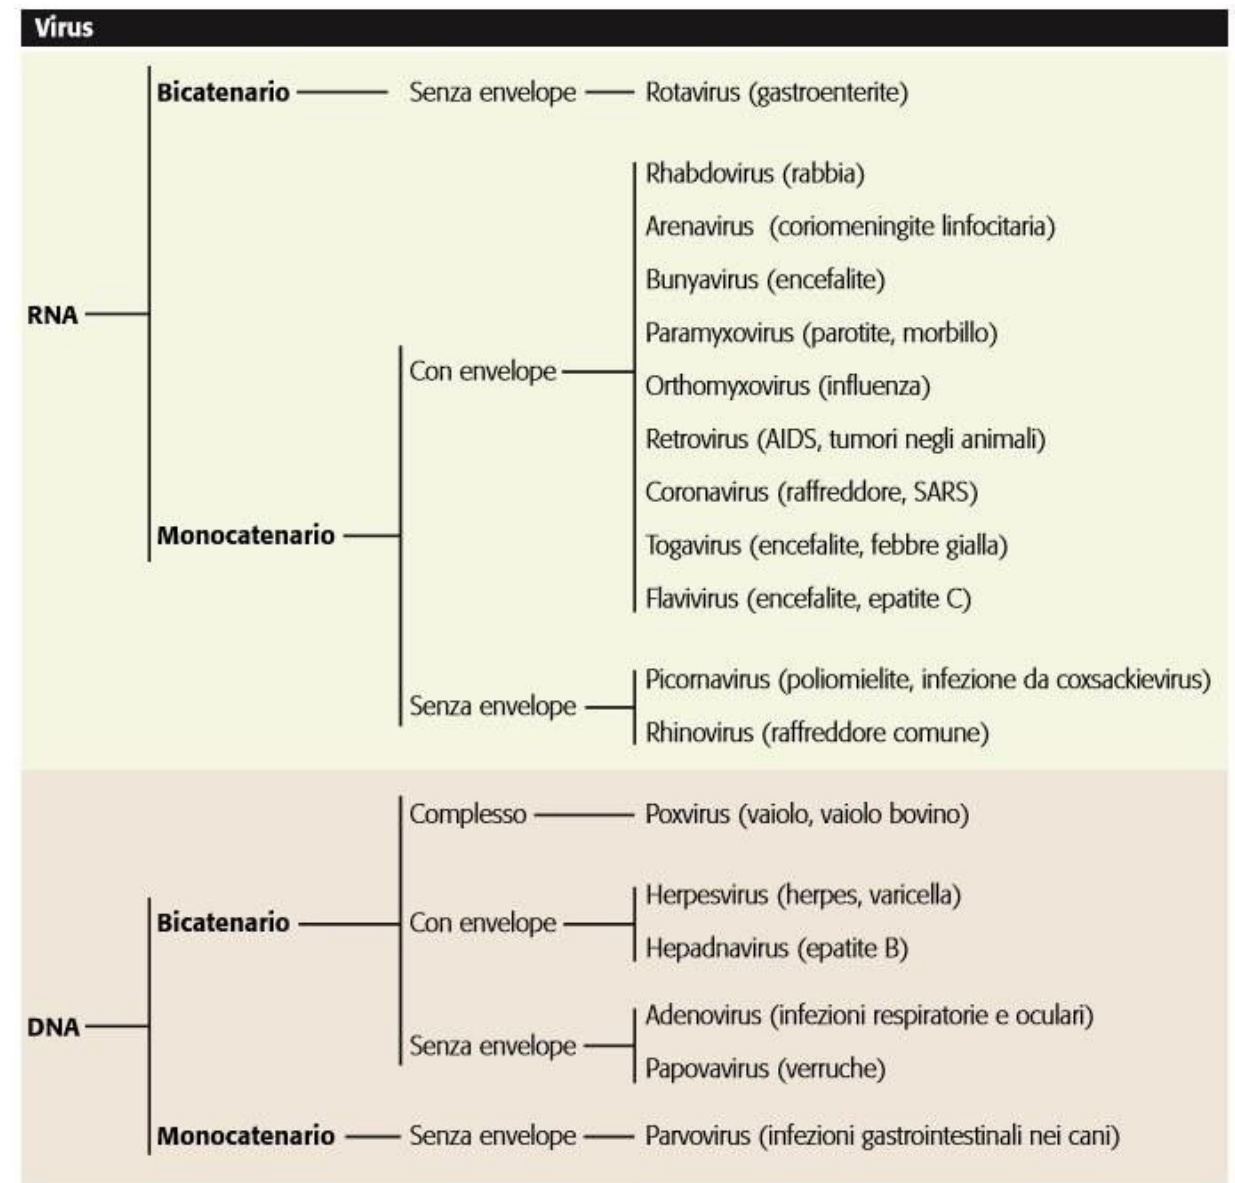 Virus
Bicatenario Senza envelope Rotavirus (gastroenterite)
Rhabdovirus (rabbia)
Arenavirus (coriomeningite linfocitaria)
Bunyavirus (encefalite)
RNA
Paramyxovirus (parotite, morbillo)
Con envelope
Orthomyxovirus (influenza)
Retrovirus (AIDS, tumori negli animali)
Coronavirus (raffreddore, SARS)
Monocatenario
Togavirus (encefalite, febbre gialla)
Flavivirus (encefalite, epatite C)
Picornavirus (poliomielite, infezione da coxsackievirus)
Senza envelope
Rhinovirus (raffreddore comune)
Complesso Poxvirus (vaiolo, vaiolo bovino)
Herpesvirus (herpes, varicella)
Bicatenario Con envelope
Hepadnavirus (epatite B)
Adenovirus (infezioni respiratorie e oculari)
DNA
Senza envelope
Papovavirus (verruche)
Monocatenario Senza envelope Parvovirus (infezioni gastrointestinali nei cani)